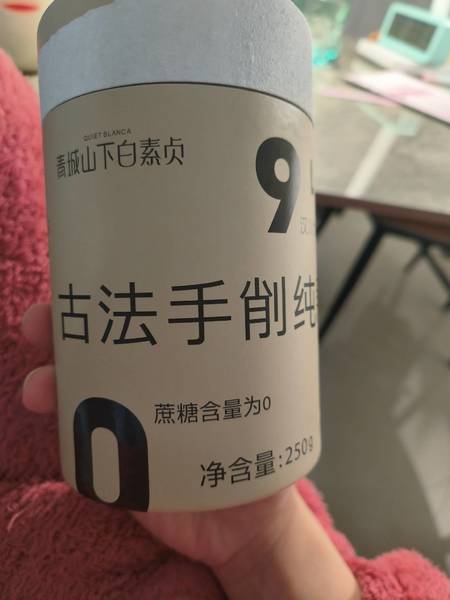 QUIET BLANCA
青城山下白素贞
9
古法手削纯
0
蔗糖含量为0
净含量:250g